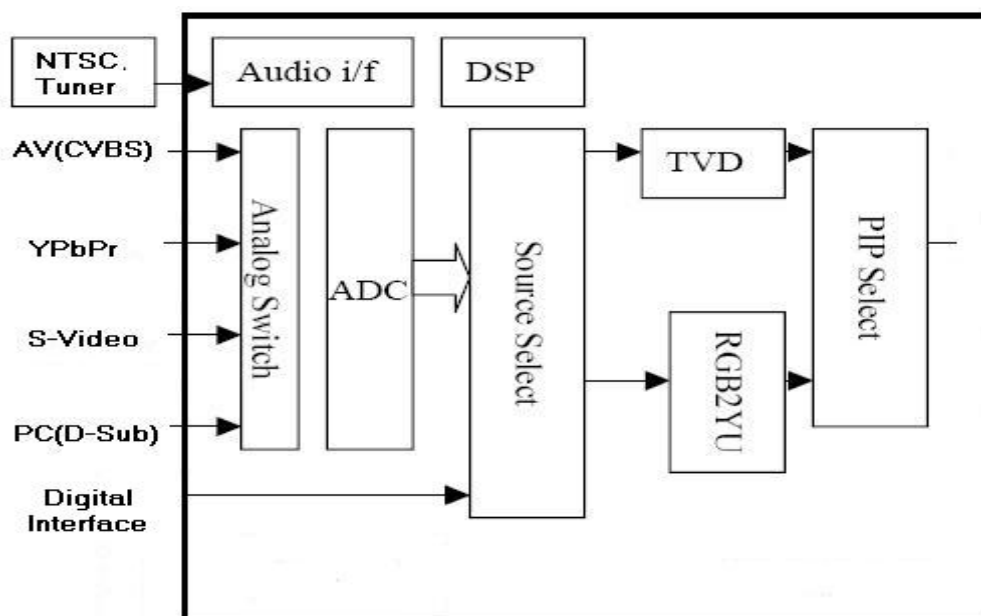 NTSC.
Tuner
Audio i/f
DSP
AV(CVBS)
YPbPr
S-Video
PC(D-Sub)
Digital
Interface
Analog Switch
ADC
Source Select
TVD
RGB2YU
PIP Select